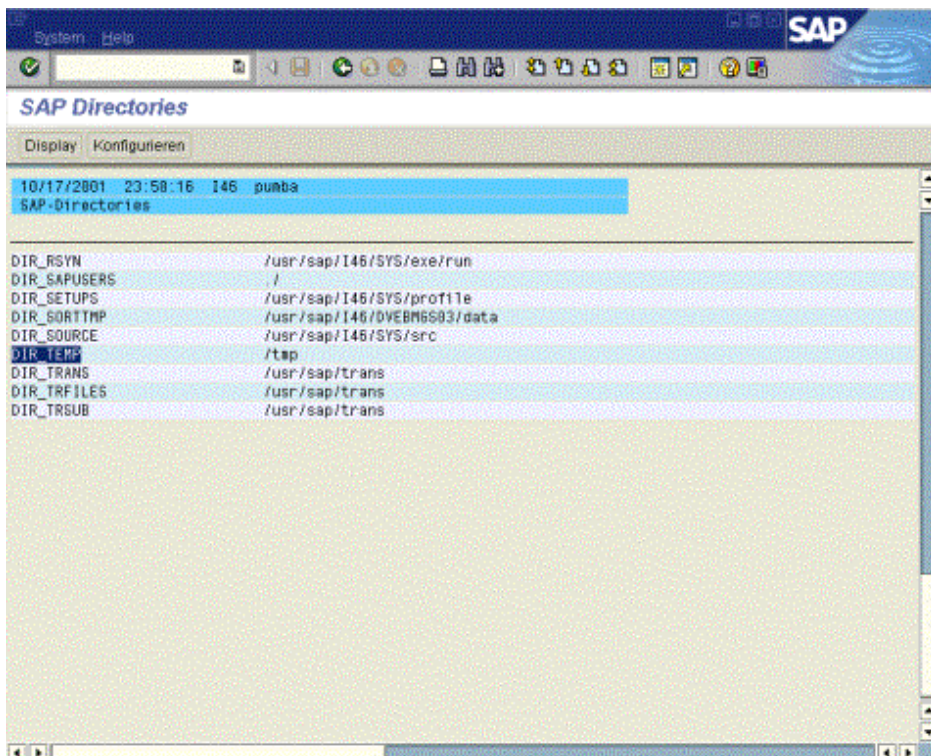 System Help
SAP
SAP Directories
Display Konfigurieren
10/17/2001 23:58:16 I46 pumba
SAP-Directories
DIR_RSYN /usr/sap/I46/SYS/exe/run
DIR_SAPUSERS ./
DIR_SETUPS /usr/sap/I46/SYS/profile
DIR_SORTTMP /usr/sap/I46/DVEBMGS03/data
DIR_SOURCE /usr/sap/I46/SYS/src
DIR_TEMP /tmp
DIR_TRANS /usr/sap/trans
DIR_TRFILES /usr/sap/trans
DIR_TRSUB /usr/sap/trans